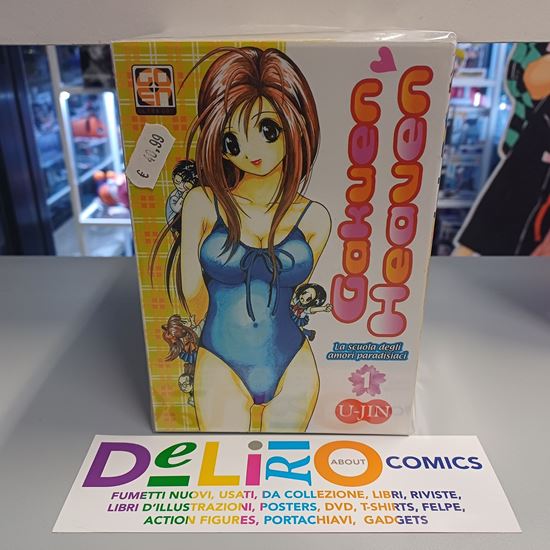 GOEN
€ 40,99
Gakuen
Heaven
La scuola degli
amori paradisiaci
1
U-JIN
DeLiRiO ABOUT COMICS
FUMETTI NUOVI, USATI, DA COLLEZIONE, LIBRI, RIVISTE,
LIBRI D'ILLUSTRAZIONI, POSTERS, DVD, T-SHIRTS, FELPE,
ACTION FIGURES, PORTACHIAVI, GADGETS